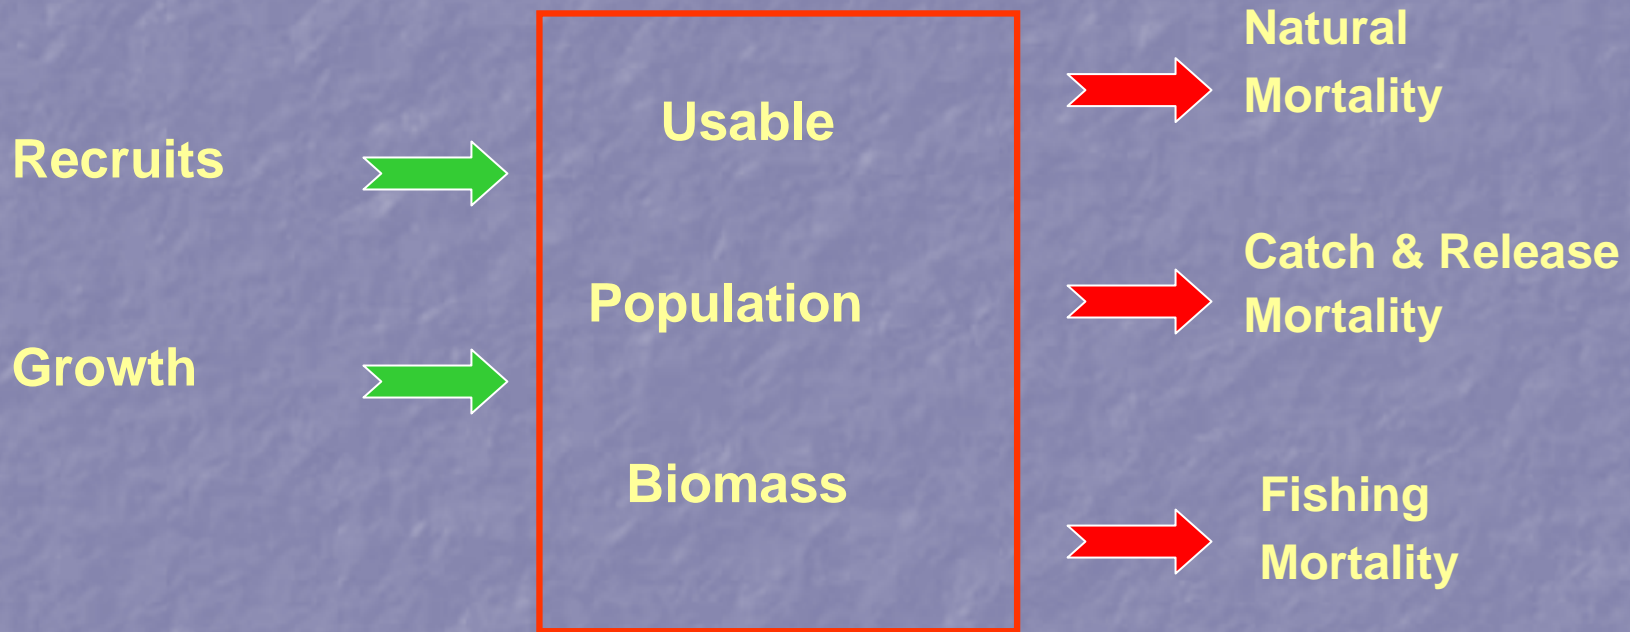 Recruits
Growth
Usable
Population
Biomass
Natural
Mortality
Catch & Release
Mortality
Fishing
Mortality